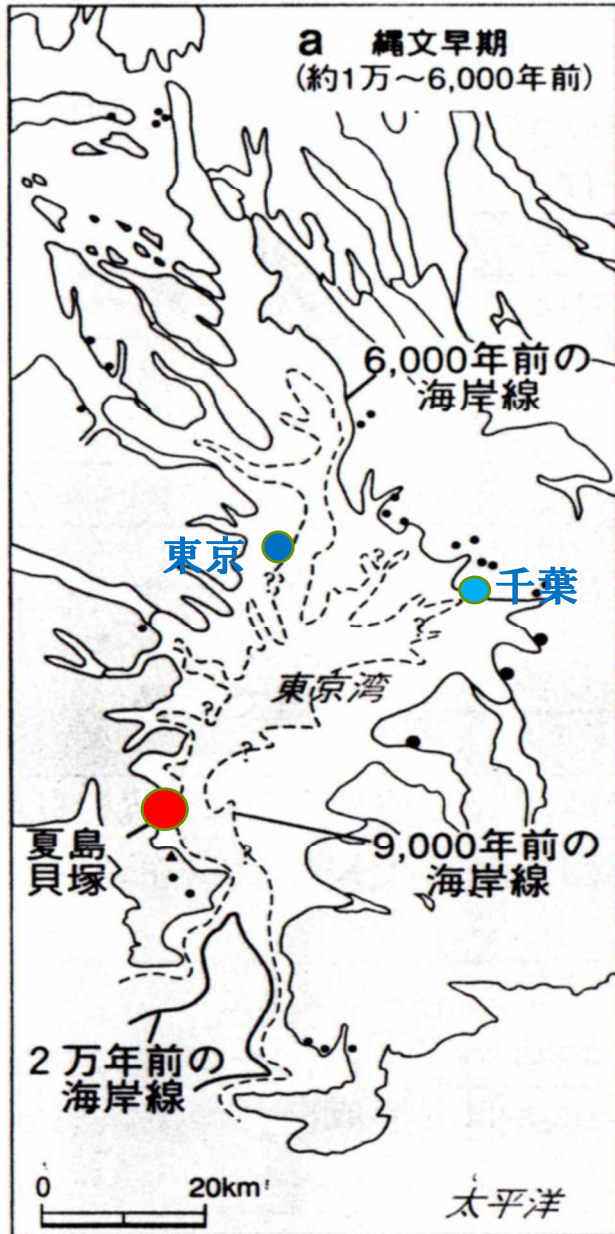 a 縄文早期
(約1万〜6,000年前)
6,000年前の
海岸線
東京
千葉
?
?
?
東京湾
?
?
夏島
貝塚
9,000年前の
海岸線
?
2万年前の
海岸線
0 20km
太平洋